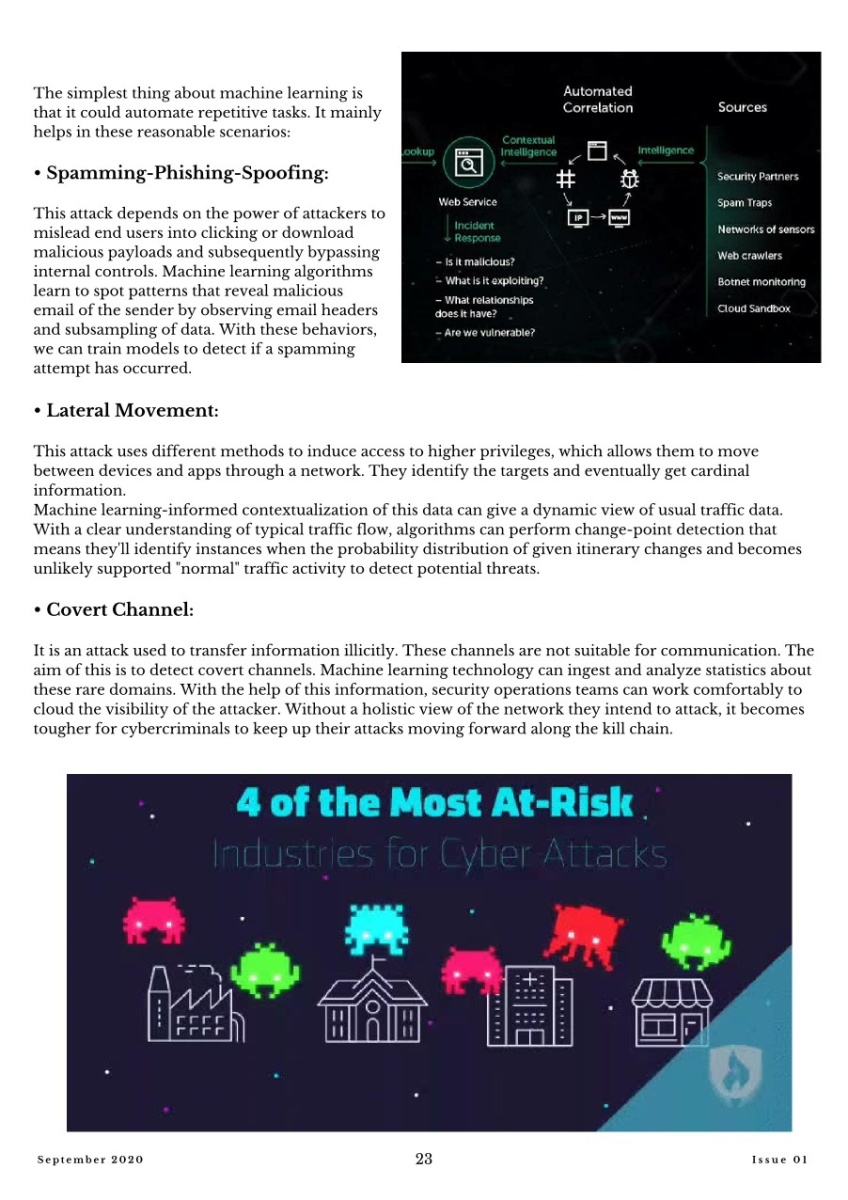 The simplest thing about machine learning is
that it could automate repetitive tasks. It mainly
helps in these reasonable scenarios:
• Spamming-Phishing-Spoofing:
This attack depends on the power of attackers to
mislead end users into clicking or download
malicious payloads and subsequently bypassing
internal controls. Machine learning algorithms
learn to spot patterns that reveal malicious
email of the sender by observing email headers
and subsampling of data. With these behaviors,
we can train models to detect if a spamming
attempt has occurred.
Automated
Correlation
Sources
ookup
Contextual
Intelligence
Intelligence
Web Service
Incident
Response
– Is it malicious?
– What is it exploiting?
– What relationships
does it have?
– Are we vulnerable?
#
IP
www
Security Partners
Spam Traps
Networks of sensors
Web crawlers
Botnet monitoring
Cloud Sandbox
• Lateral Movement:
This attack uses different methods to induce access to higher privileges, which allows them to move
between devices and apps through a network. They identify the targets and eventually get cardinal
information.
Machine learning-informed contextualization of this data can give a dynamic view of usual traffic data.
With a clear understanding of typical traffic flow, algorithms can perform change-point detection that
means they'll identify instances when the probability distribution of given itinerary changes and becomes
unlikely supported "normal" traffic activity to detect potential threats.
• Covert Channel:
It is an attack used to transfer information illicitly. These channels are not suitable for communication. The
aim of this is to detect covert channels. Machine learning technology can ingest and analyze statistics about
these rare domains. With the help of this information, security operations teams can work comfortably to
cloud the visibility of the attacker. Without a holistic view of the network they intend to attack, it becomes
tougher for cybercriminals to keep up their attacks moving forward along the kill chain.
4 of the Most At-Risk
Industries for Cyber Attacks
September 2020
23
Issue 01